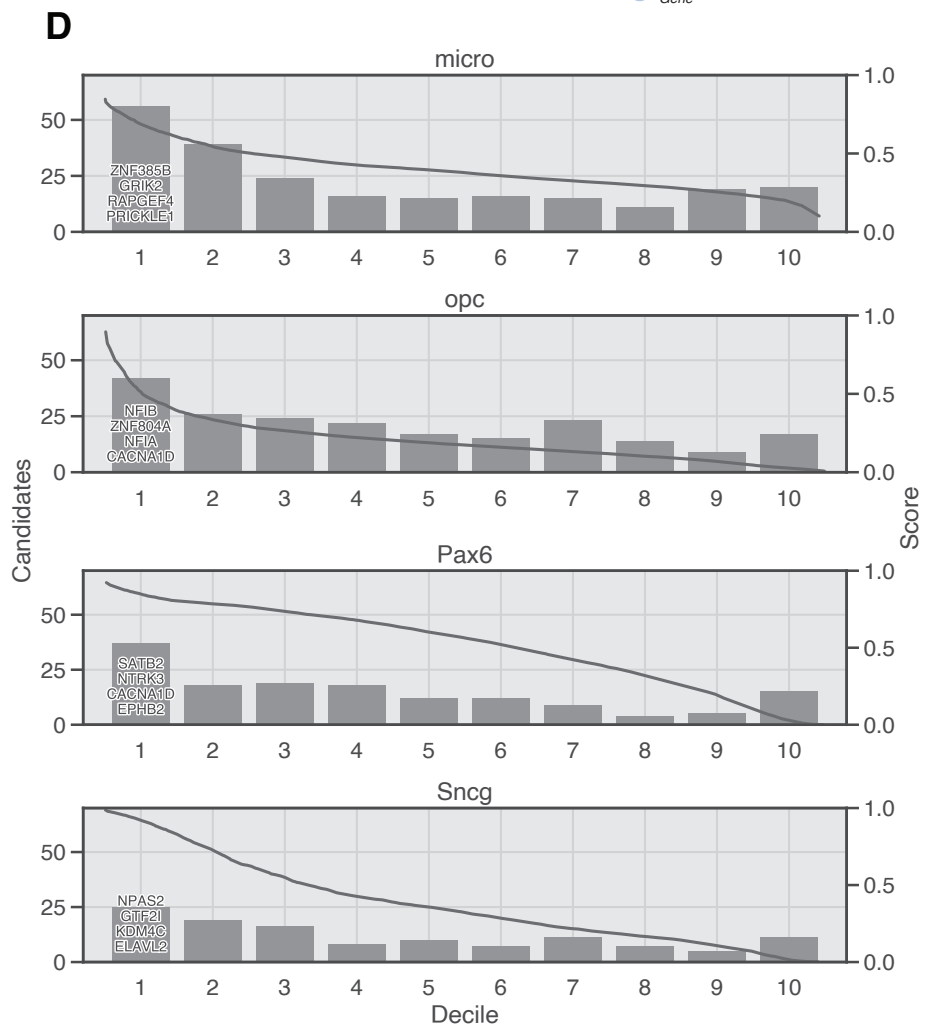 Gene
D
micro
50
25
0
1.0
0.5
0.0
ZNF385B
GRIK2
RAPGEF4
PRICKLE1
1 2 3 4 5 6 7 8 9 10
opc
50
25
0
1.0
0.5
0.0
NFIB
ZNF804A
NFIA
CACNA1D
1 2 3 4 5 6 7 8 9 10
Candidates
Score
Pax6
50
25
0
1.0
0.5
0.0
SATB2
NTRK3
CACNA1D
EPHB2
1 2 3 4 5 6 7 8 9 10
Sncg
50
25
0
1.0
0.5
0.0
NPAS2
GTF2I
KDM4C
ELAVL2
1 2 3 4 5 6 7 8 9 10
Decile